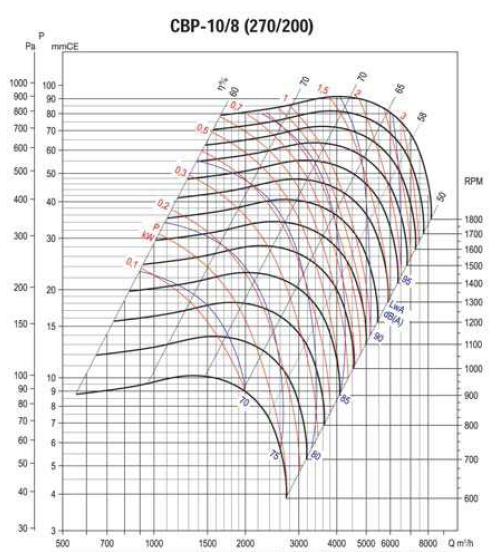 CBP-10/8 (270/200)
P
Pa mmCE
η%
60 70 70 65 58 50
0,7 1 1,5 2 3
0,5
0,3
0,2
P
kW
0,1
1000 900 800 700 600 500 400 300 200 150 100 90 80 70 60 50 40 30
100 90 80 70 60 50 40 30 20 15 10 9 8 7 6 5 4 3
RPM
1800
1700
1600
1500
1400
1300
1200
1100
1000
900
800
700
600
95
LwA
dB(A)
90
85
80
75
70
500 700 1000 1500 2000 3000 4000 5000 6000 8000 Q m³/h